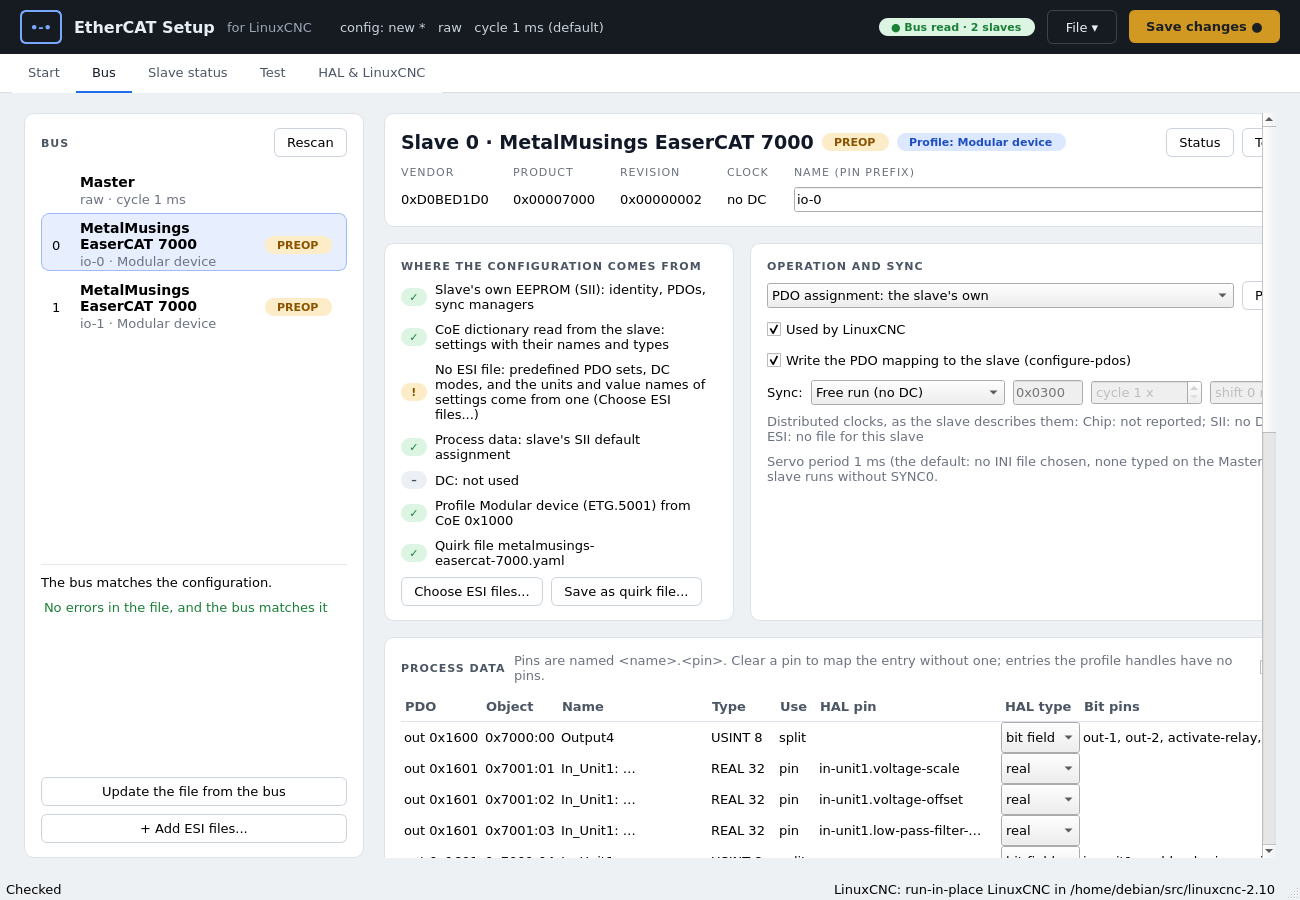 EtherCAT Setup for LinuxCNC config: new * raw cycle 1 ms (default) ● Bus read · 2 slaves File ▾ Save changes ●
Start Bus Slave status Test HAL & LinuxCNC
BUS Rescan
Master
raw · cycle 1 ms
0 MetalMusings EaserCAT 7000 PREOP
io-0 · Modular device
1 MetalMusings EaserCAT 7000 PREOP
io-1 · Modular device
The bus matches the configuration.
No errors in the file, and the bus matches it
Update the file from the bus
+ Add ESI files...
Slave 0 · MetalMusings EaserCAT 7000 PREOP Profile: Modular device Status
VENDOR PRODUCT REVISION CLOCK NAME (PIN PREFIX)
0xD0BED1D0 0x00007000 0x00000002 no DC io-0
WHERE THE CONFIGURATION COMES FROM
✓ Slave's own EEPROM (SII): identity, PDOs,
sync managers
✓ CoE dictionary read from the slave:
settings with their names and types
! No ESI file: predefined PDO sets, DC
modes, and the units and value names of
settings come from one (Choose ESI
files...)
✓ Process data: slave's SII default
assignment
– DC: not used
✓ Profile Modular device (ETG.5001) from
CoE 0x1000
✓ Quirk file metalmusings-
easercat-7000.yaml
Choose ESI files... Save as quirk file...
OPERATION AND SYNC
PDO assignment: the slave's own P
Used by LinuxCNC
Write the PDO mapping to the slave (configure-pdos)
Sync: Free run (no DC) 0x0300 cycle 1 x shift 0
Distributed clocks, as the slave describes them: Chip: not reported; SII: no D
ESI: no file for this slave
Servo period 1 ms (the default: no INI file chosen, none typed on the Master
slave runs without SYNC0.
PROCESS DATA Pins are named <name>.<pin>. Clear a pin to map the entry without one; entries the profile handles have no
pins.
PDO Object Name Type Use HAL pin HAL type Bit pins
out 0x1600 0x7000:00 Output4 USINT 8 split bit field out-1, out-2, activate-relay,
out 0x1601 0x7001:01 In_Unit1: ... REAL 32 pin in-unit1.voltage-scale real
out 0x1601 0x7001:02 In_Unit1: ... REAL 32 pin in-unit1.voltage-offset real
out 0x1601 0x7001:03 In_Unit1: ... REAL 32 pin in-unit1.low-pass-filter-... real
Checked LinuxCNC: run-in-place LinuxCNC in /home/debian/src/linuxcnc-2.10